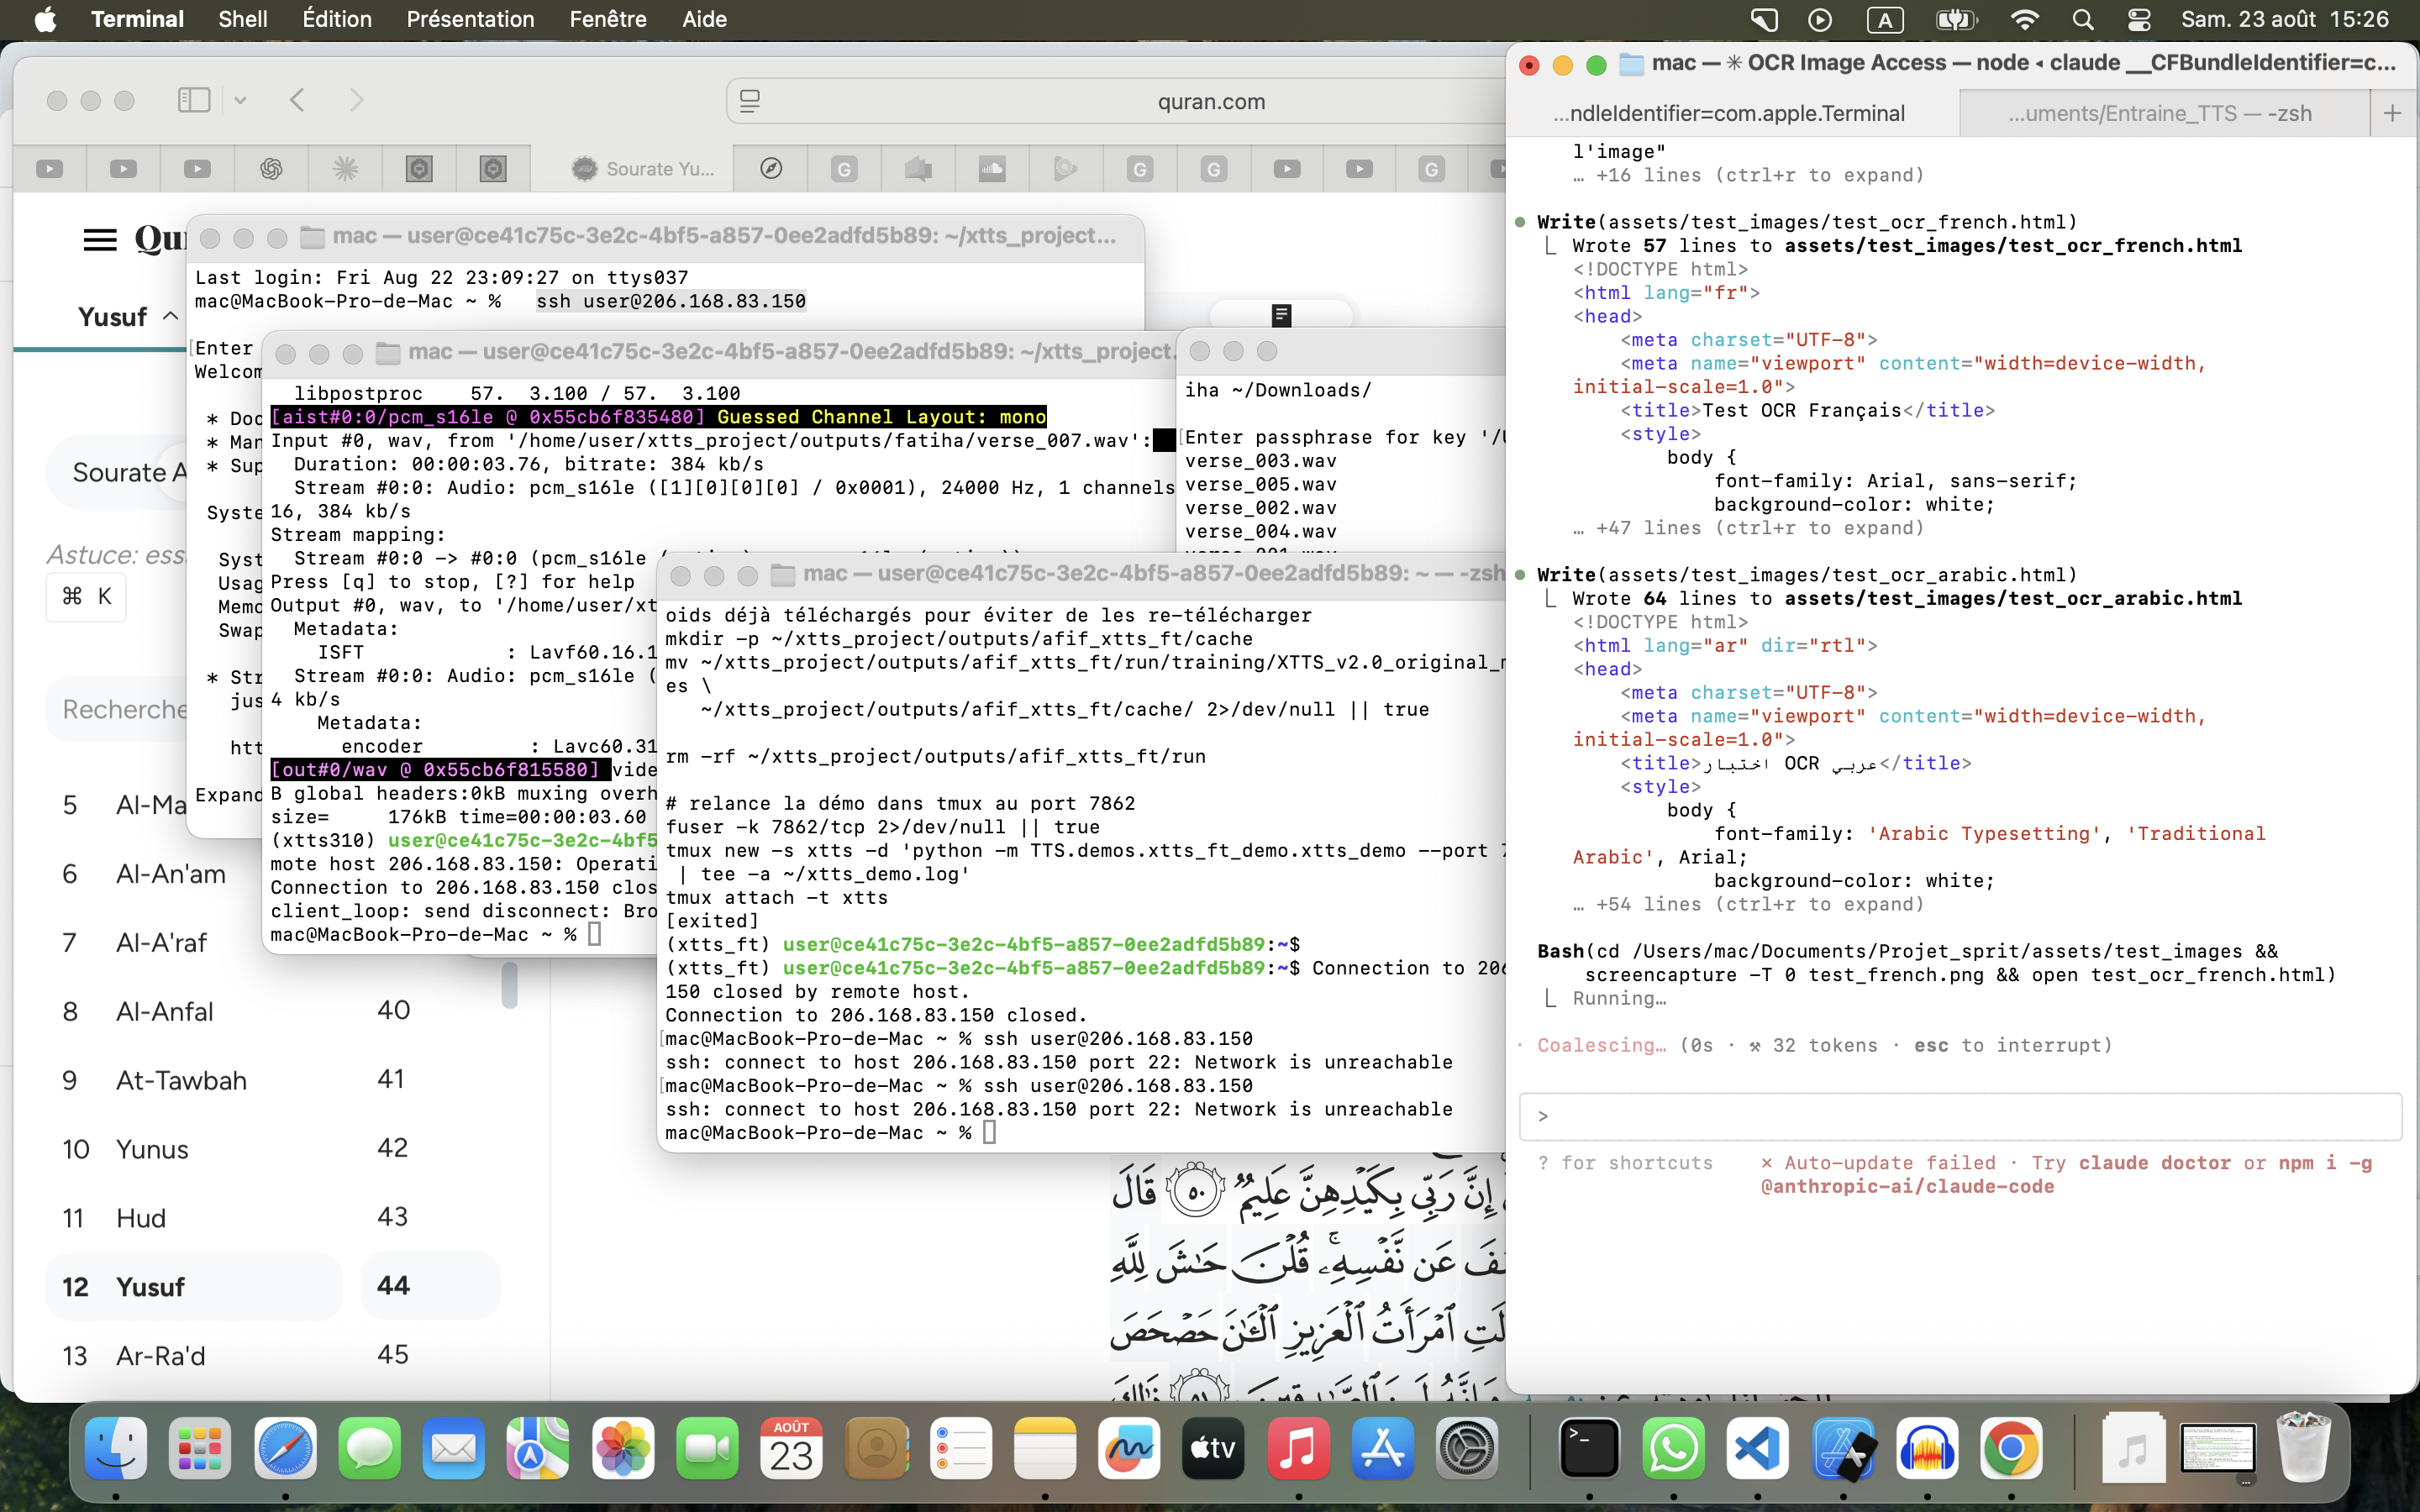 Terminal Shell Édition Présentation Fenêtre Aide
A Sam. 23 août 15:26
quran.com
Sourate Yu...
Yusuf
Sourate A
Astuce: ess
⌘ K
Recherche
5 Al-Ma
6 Al-An'am
7 Al-A'raf
8 Al-Anfal 40
9 At-Tawbah 41
10 Yunus 42
11 Hud 43
12 Yusuf 44
13 Ar-Ra'd 45
mac — user@ce41c75c-3e2c-4bf5-a857-0ee2adfd5b89: ~/xtts_project...
Last login: Fri Aug 22 23:09:27 on ttys037
mac@MacBook-Pro-de-Mac ~ % ssh user@206.168.83.150
Enter
Welcom
* Doc
* Man
* Sup
Syste
Syst
Usag
Memo
Swap
* Str
jus
htt
Expand
mac — user@ce41c75c-3e2c-4bf5-a857-0ee2adfd5b89: ~/xtts_project.
libpostproc 57. 3.100 / 57. 3.100
[aist#0:0/pcm_s16le @ 0x55cb6f835480] Guessed Channel Layout: mono
Input #0, wav, from '/home/user/xtts_project/outputs/fatiha/verse_007.wav':
Duration: 00:00:03.76, bitrate: 384 kb/s
Stream #0:0: Audio: pcm_s16le ([1][0][0][0] / 0x0001), 24000 Hz, 1 channels
16, 384 kb/s
Stream mapping:
Stream #0:0 -> #0:0 (pcm_s16le
Press [q] to stop, [?] for help
Output #0, wav, to '/home/user/xt
Metadata:
ISFT : Lavf60.16.1
Stream #0:0: Audio: pcm_s16le (
4 kb/s
Metadata:
encoder : Lavc60.31
[out#0/wav @ 0x55cb6f815580] vide
B global headers:0kB muxing overh
size= 176kB time=00:00:03.60
(xtts310) user@ce41c75c-3e2c-4bf5
mote host 206.168.83.150: Operati
Connection to 206.168.83.150 clos
client_loop: send disconnect: Bro
mac@MacBook-Pro-de-Mac ~ %
iha ~/Downloads/
Enter passphrase for key '/U
verse_003.wav
verse_005.wav
verse_002.wav
verse_004.wav
mac — user@ce41c75c-3e2c-4bf5-a857-0ee2adfd5b89: ~ — -zsh
oids déjà téléchargés pour éviter de les re-télécharger
mkdir -p ~/xtts_project/outputs/afif_xtts_ft/cache
mv ~/xtts_project/outputs/afif_xtts_ft/run/training/XTTS_v2.0_original_m
es \
~/xtts_project/outputs/afif_xtts_ft/cache/ 2>/dev/null || true
rm -rf ~/xtts_project/outputs/afif_xtts_ft/run
# relance la démo dans tmux au port 7862
fuser -k 7862/tcp 2>/dev/null || true
tmux new -s xtts -d 'python -m TTS.demos.xtts_ft_demo.xtts_demo --port 7
| tee -a ~/xtts_demo.log'
tmux attach -t xtts
[exited]
(xtts_ft) user@ce41c75c-3e2c-4bf5-a857-0ee2adfd5b89:~$
(xtts_ft) user@ce41c75c-3e2c-4bf5-a857-0ee2adfd5b89:~$ Connection to 206
150 closed by remote host.
Connection to 206.168.83.150 closed.
mac@MacBook-Pro-de-Mac ~ % ssh user@206.168.83.150
ssh: connect to host 206.168.83.150 port 22: Network is unreachable
mac@MacBook-Pro-de-Mac ~ % ssh user@206.168.83.150
ssh: connect to host 206.168.83.150 port 22: Network is unreachable
mac@MacBook-Pro-de-Mac ~ %
إِنَّ رَبِّي بِكَيْدِهِنَّ عَلِيمٌ ٥٠ قَالَ
عَن نَّفْسِهِۦ ۚ قُلْنَ حَـٰشَ لِلَّهِ
ٱمْرَأَتُ ٱلْعَزِيزِ ٱلْـَٔـٰنَ حَصْحَصَ
mac — ✳ OCR Image Access — node ◂ claude __CFBundleIdentifier=c...
...ndleIdentifier=com.apple.Terminal ...uments/Entraine_TTS — -zsh +
l'image"
… +16 lines (ctrl+r to expand)
Write(assets/test_images/test_ocr_french.html)
Wrote 57 lines to assets/test_images/test_ocr_french.html
<!DOCTYPE html>
<html lang="fr">
<head>
<meta charset="UTF-8">
<meta name="viewport" content="width=device-width,
initial-scale=1.0">
<title>Test OCR Français</title>
<style>
body {
font-family: Arial, sans-serif;
background-color: white;
… +47 lines (ctrl+r to expand)
Write(assets/test_images/test_ocr_arabic.html)
Wrote 64 lines to assets/test_images/test_ocr_arabic.html
<!DOCTYPE html>
<html lang="ar" dir="rtl">
<head>
<meta charset="UTF-8">
<meta name="viewport" content="width=device-width,
initial-scale=1.0">
<title>اختبار OCR عربي</title>
<style>
body {
font-family: 'Arabic Typesetting', 'Traditional
Arabic', Arial;
background-color: white;
… +54 lines (ctrl+r to expand)
Bash(cd /Users/mac/Documents/Projet_sprit/assets/test_images &&
screencapture -T 0 test_french.png && open test_ocr_french.html)
Running…
· Coalescing… (0s · ⚒ 32 tokens · esc to interrupt)
>
? for shortcuts × Auto-update failed · Try claude doctor or npm i -g
@anthropic-ai/claude-code
AOÛT
23
tv